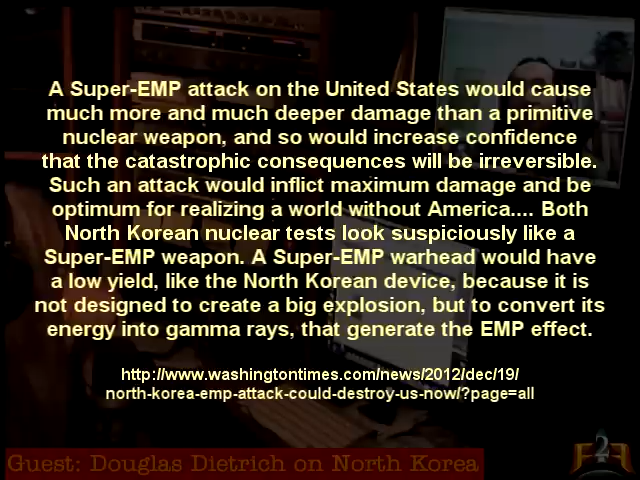 A Super-EMP attack on the United States would cause
much more and much deeper damage than a primitive
nuclear weapon, and so would increase confidence
that the catastrophic consequences will be irreversible.
Such an attack would inflict maximum damage and be
optimum for realizing a world without America.... Both
North Korean nuclear tests look suspiciously like a
Super-EMP weapon. A Super-EMP warhead would have
a low yield, like the North Korean device, because it is
not designed to create a big explosion, but to convert its
energy into gamma rays, that generate the EMP effect.
http://www.washingtontimes.com/news/2012/dec/19/
north-korea-emp-attack-could-destroy-us-now/?page=all
Guest: Douglas Dietrich on North Korea
F2F